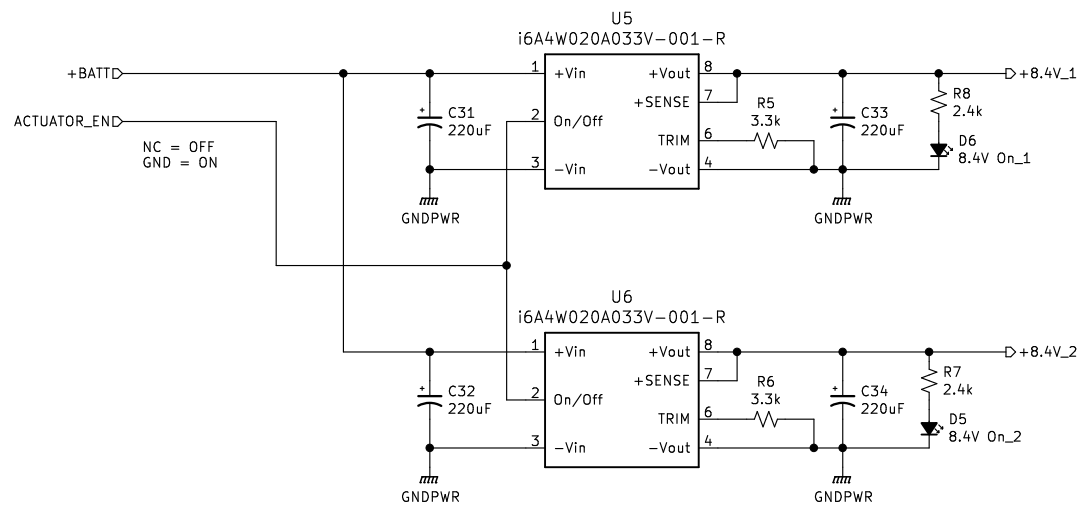 U5
i6A4W020A033V-001-R
+BATT
1
+Vin
+Vout
8
+8.4V_1
+SENSE
7
R8
2.4k
ACTUATOR_EN
2
On/Off
C31
220uF
R5
3.3k
C33
220uF
NC = OFF
GND = ON
TRIM
6
D6
8.4V On_1
3
-Vin
-Vout
4
GNDPWR
GNDPWR
U6
i6A4W020A033V-001-R
1
+Vin
+Vout
8
+8.4V_2
+SENSE
7
R7
2.4k
2
On/Off
C32
220uF
R6
3.3k
C34
220uF
TRIM
6
D5
8.4V On_2
3
-Vin
-Vout
4
GNDPWR
GNDPWR